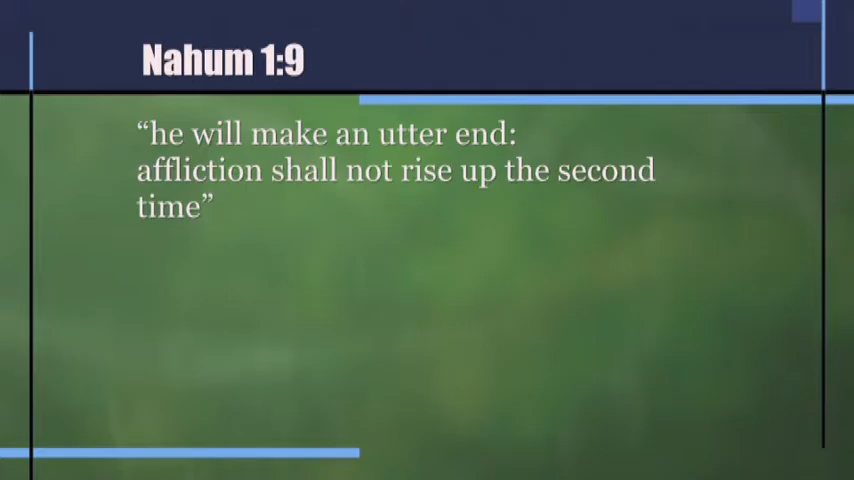 Nahum 1:9
“he will make an utter end:
affliction shall not rise up the second
time”